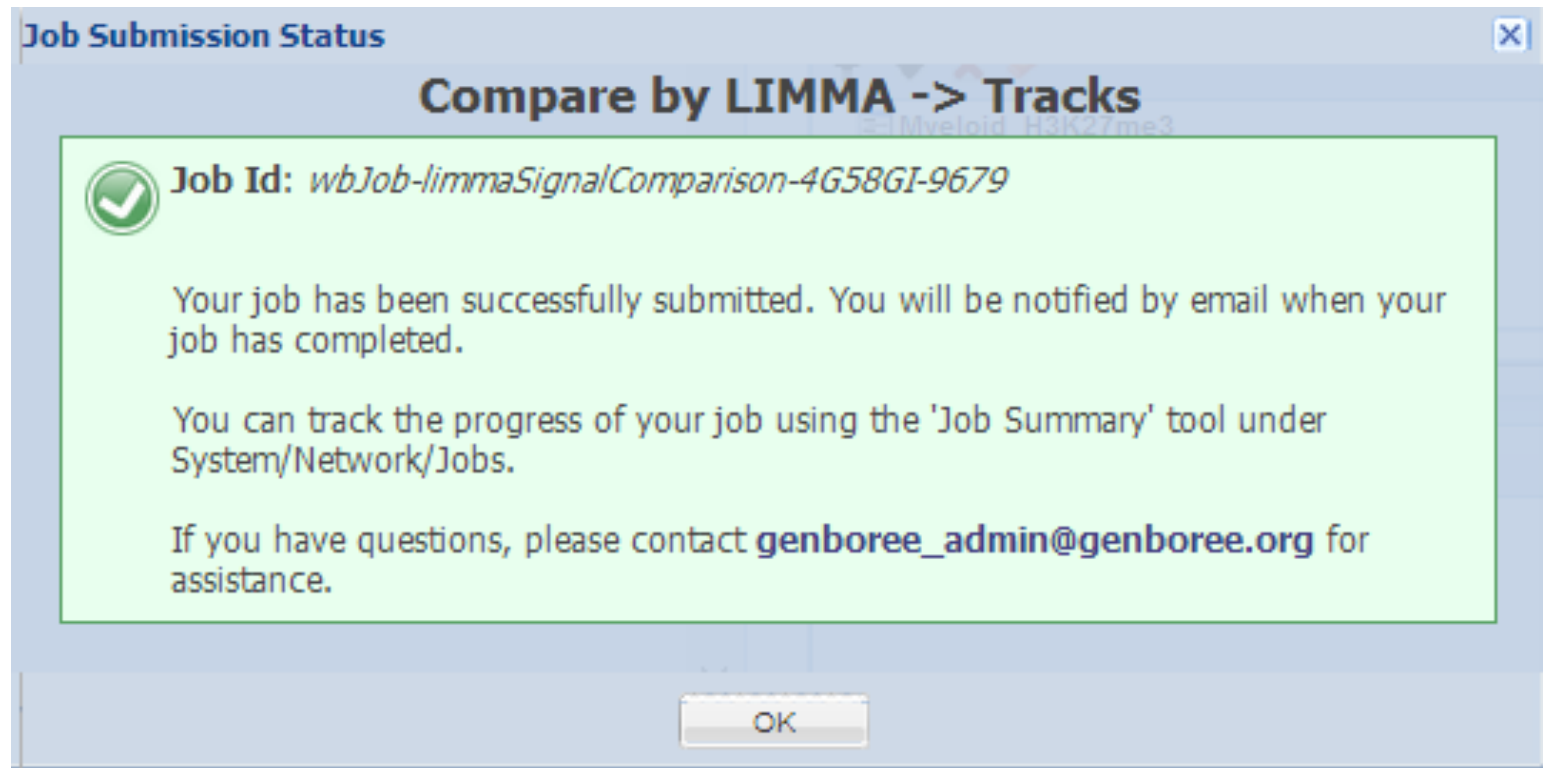 Job Submission Status
Compare by LIMMA -> Tracks
Myeloid H3K27me3
Job Id: wbJob-limmaSignalComparison-4G58GI-9679
Your job has been successfully submitted. You will be notified by email when your
job has completed.
You can track the progress of your job using the 'Job Summary' tool under
System/Network/Jobs.
If you have questions, please contact genboree_admin@genboree.org for
assistance.
OK